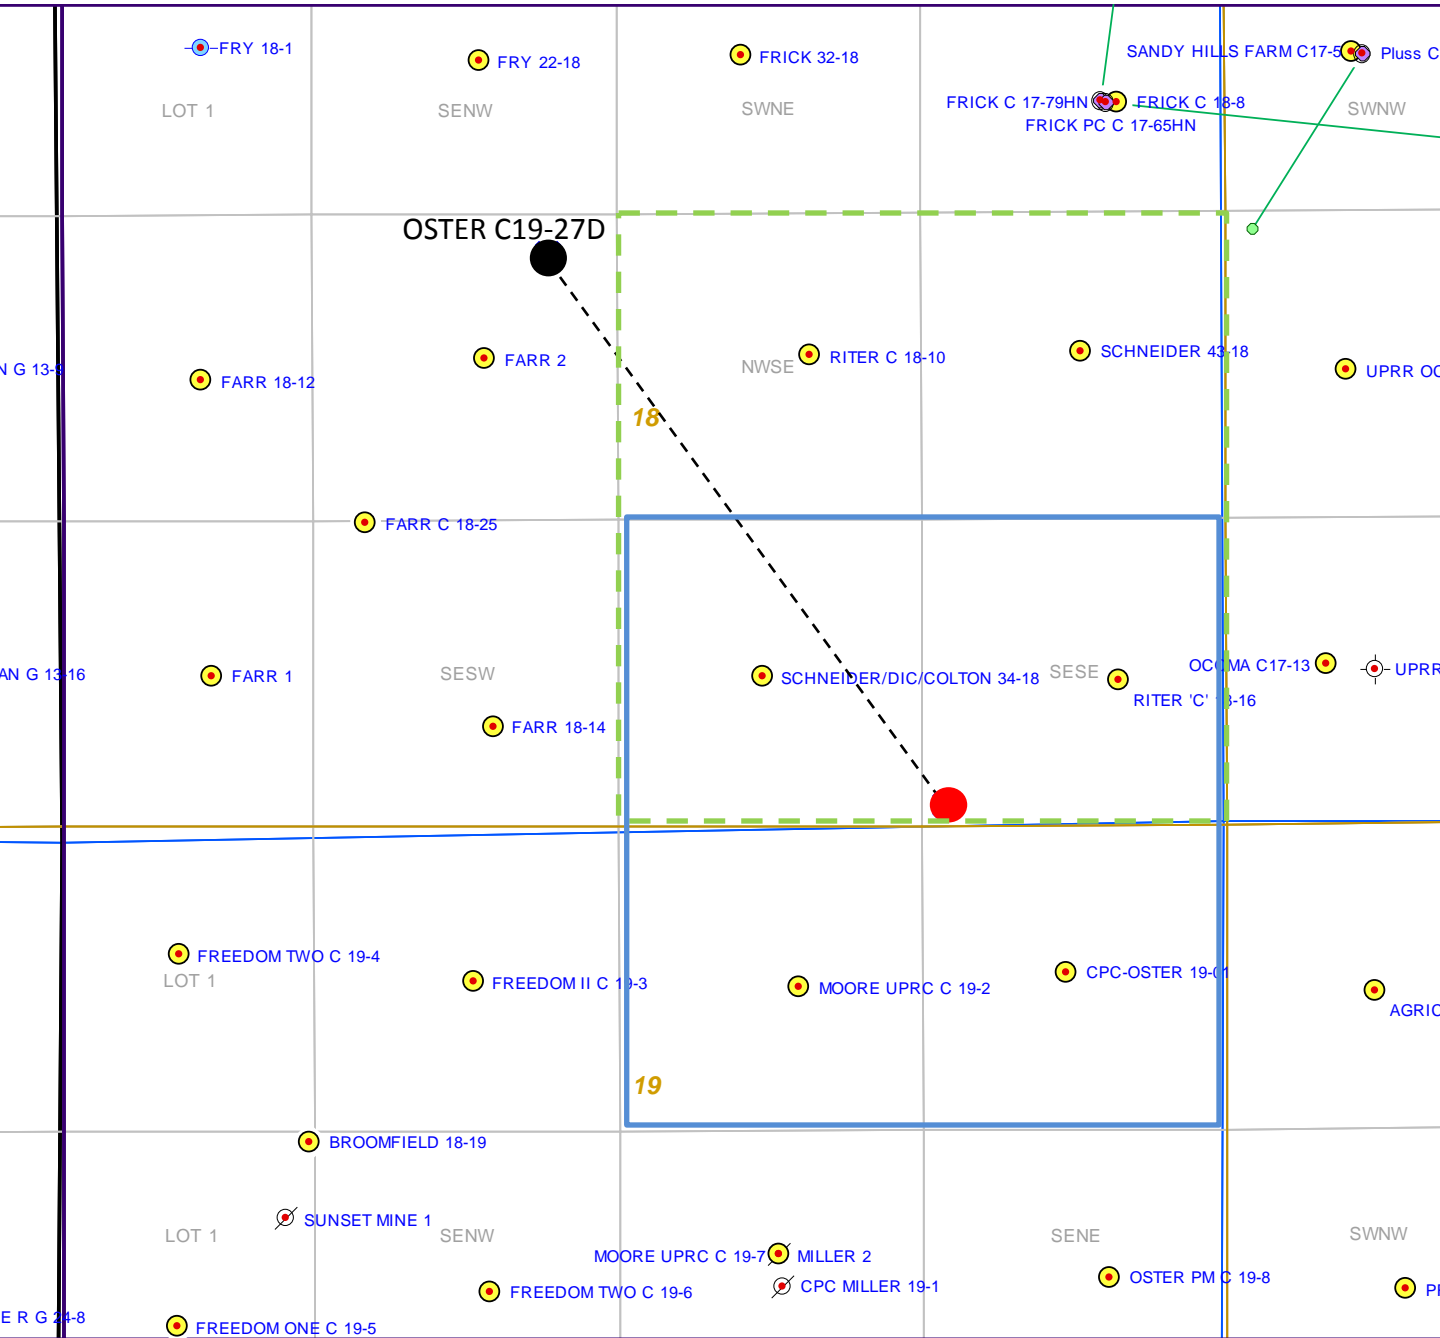 FRY 18-1
FRY 22-18
FRICK 32-18
SANDY HILLS FARM C17-5
Pluss C
LOT 1
SENW
SWNE
FRICK C 17-79HN
FRICK C 18-8
SWNW
FRICK PC C 17-65HN
OSTER C19-27D
N G 13-9
FARR 18-12
FARR 2
NWSE
RITER C 18-10
SCHNEIDER 43-18
UPRR OC
18
FARR C 18-25
AN G 13-16
FARR 1
SESW
SCHNEIDER/DIC/COLTON 34-18
SESE
OCOMA C17-13
UPRR
RITER 'C' 18-16
FARR 18-14
FREEDOM TWO C 19-4
LOT 1
FREEDOM II C 19-3
MOORE UPRC C 19-2
CPC-OSTER 19-01
AGRIC
19
BROOMFIELD 18-19
SUNSET MINE 1
LOT 1
SENW
SENE
SWNW
MOORE UPRC C 19-7
MILLER 2
FREEDOM TWO C 19-6
CPC MILLER 19-1
OSTER PM C 19-8
E R G 24-8
FREEDOM ONE C 19-5